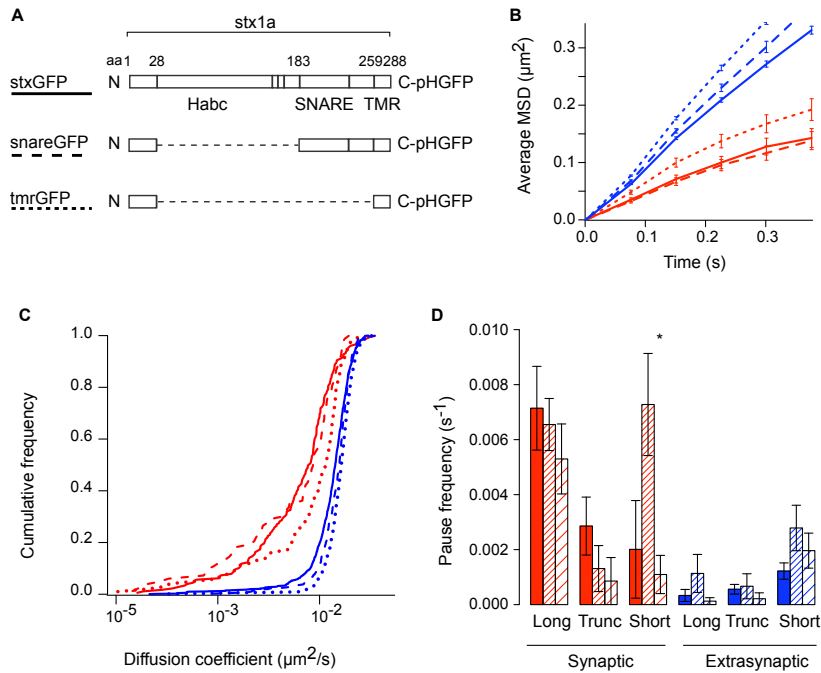 A
stx1a
aa1 28 183 259288
stxGFP N C-pHGFP
Habc SNARE TMR
snareGFP N C-pHGFP
tmrGFP N C-pHGFP
B
Average MSD (µm²)
0.3
0.2
0.1
0.0
0.0 0.1 0.2 0.3
Time (s)
C
Cumulative frequency
1.0
0.8
0.6
0.4
0.2
0.0
10⁻⁵ 10⁻³ 10⁻²
Diffusion coefficient (µm²/s)
D
Pause frequency (s⁻¹)
0.010
0.008
0.006
0.004
0.002
0.000
*
Long Trunc Short Long Trunc Short
Synaptic Extrasynaptic